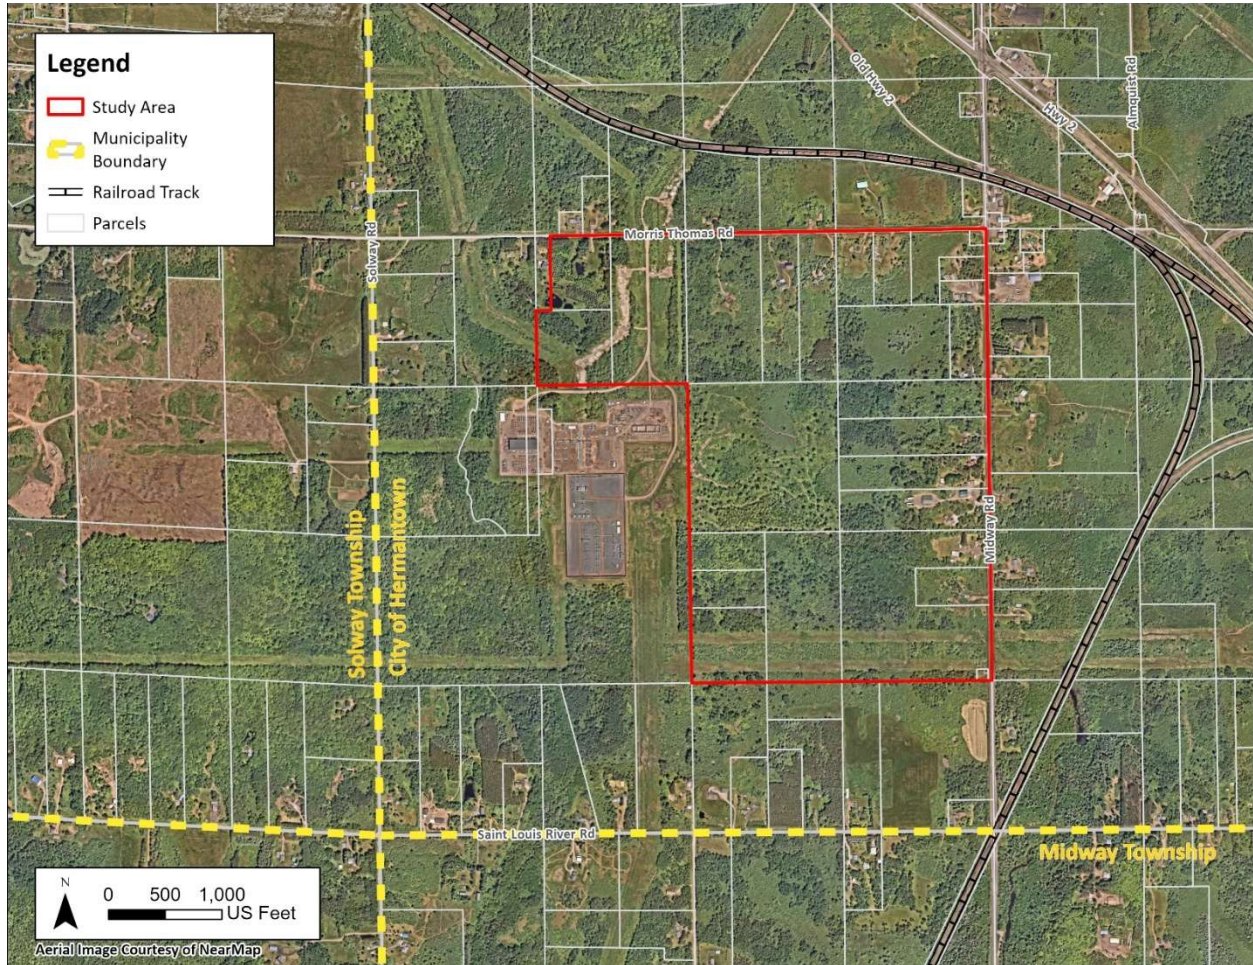 Legend
Study Area
Municipality
Boundary
Railroad Track
Parcels
Old Hwy 2
Hwy 2
Almquist Rd
Solway Rd
Morris Thomas Rd
Midway Rd
Solway Township
City of Hermantown
Saint Louis River Rd
Midway Township
N
0 500 1,000
US Feet
Aerial Image Courtesy of NearMap